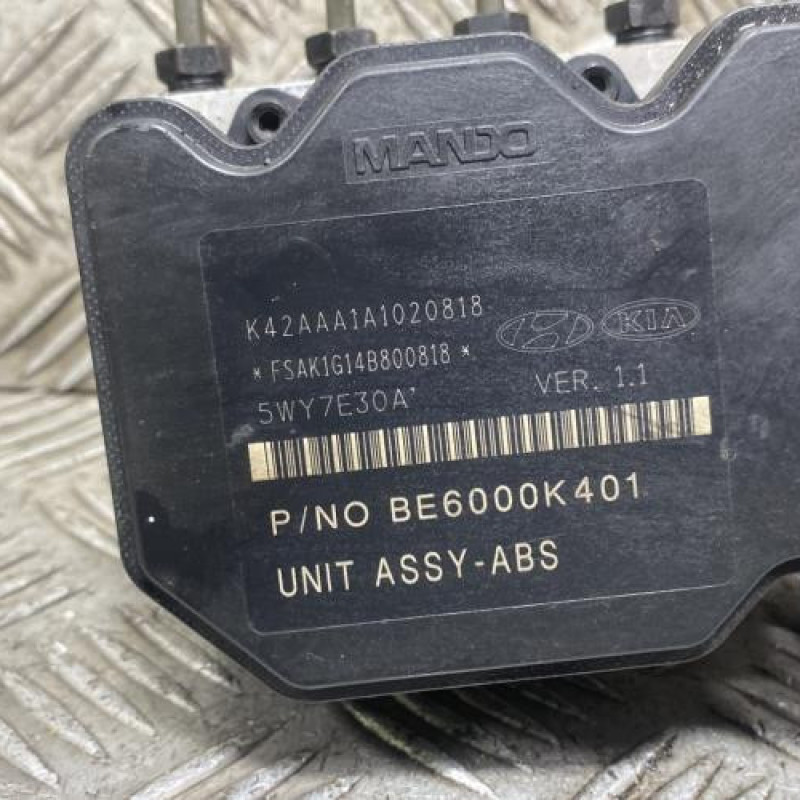 MANDO
K42AAA1A1020818
KIA
* FSAK1G14B800818 *
5WY7E30A
VER. 1.1
P/NO BE6000K401
UNIT ASSY-ABS